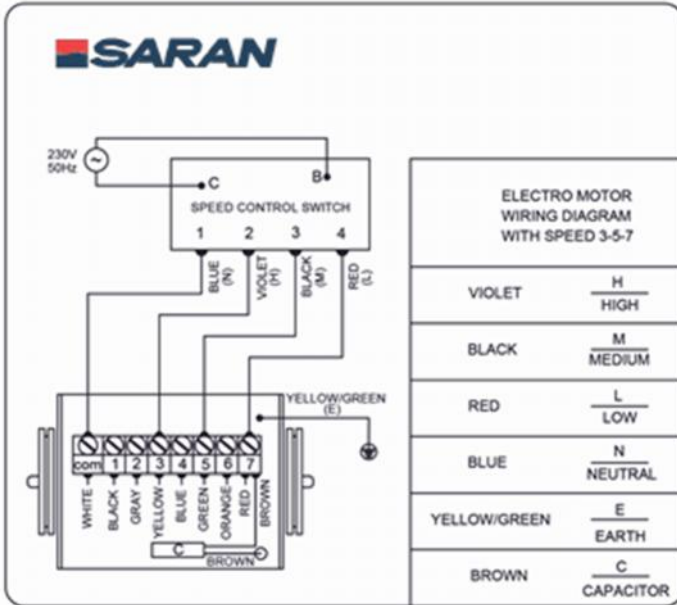 SARAN
230V
50Hz
C
B
SPEED CONTROL SWITCH
1 2 3 4
BLUE
(N)
VIOLET
(H)
BLACK
(M)
RED
(L)
YELLOW/GREEN
(E)
com 1 2 3 4 5 6 7
WHITE
BLACK
GRAY
YELLOW
BLUE
GREEN
ORANGE
RED
BROWN
C
BROWN
ELECTRO MOTOR
WIRING DIAGRAM
WITH SPEED 3-5-7
VIOLET H
HIGH
BLACK M
MEDIUM
RED L
LOW
BLUE N
NEUTRAL
YELLOW/GREEN E
EARTH
BROWN C
CAPACITOR